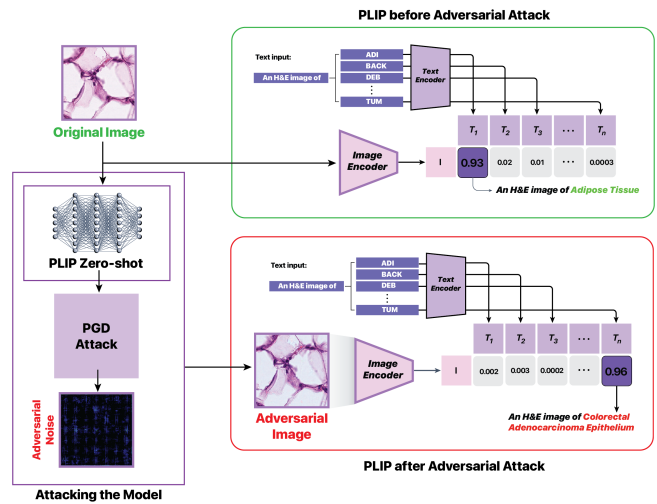 PLIP before Adversarial Attack
Text input:
An H&E image of
ADI
BACK
DEB
TUM
Text
Encoder
Original Image
Image
Encoder
I
T1
T2
T3
...
Tn
0.93
0.02
0.01
...
0.0003
An H&E image of Adipose Tissue
PLIP Zero-shot
PGD
Attack
Adversarial
Noise
Attacking the Model
Text input:
An H&E image of
ADI
BACK
DEB
TUM
Text
Encoder
Adversarial
Image
Image
Encoder
I
T1
T2
T3
...
Tn
0.002
0.003
0.0002
...
0.96
An H&E image of Colorectal
Adenocarcinoma Epithelium
PLIP after Adversarial Attack